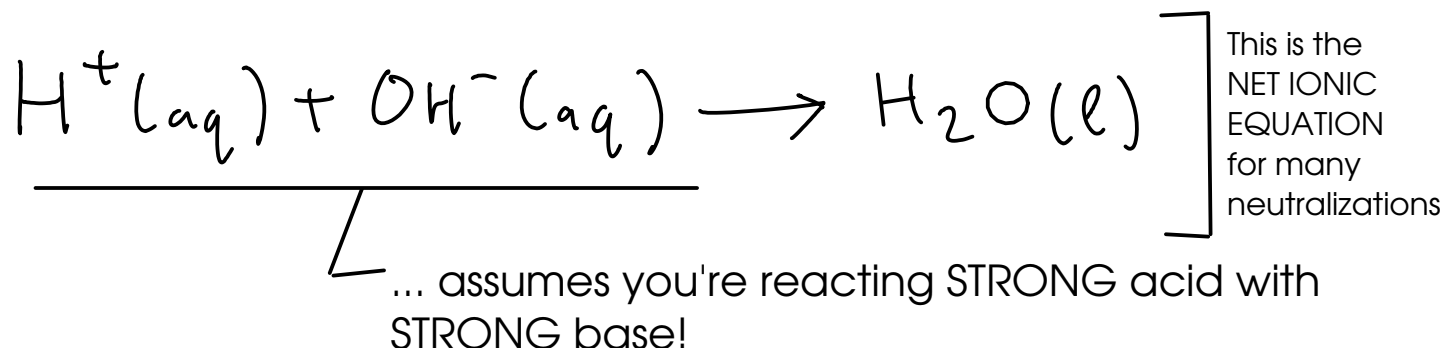 H⁺(aq) + OH⁻(aq) → H₂O(l)
This is the
NET IONIC
EQUATION
for many
neutralizations
... assumes you're reacting STRONG acid with
STRONG base!